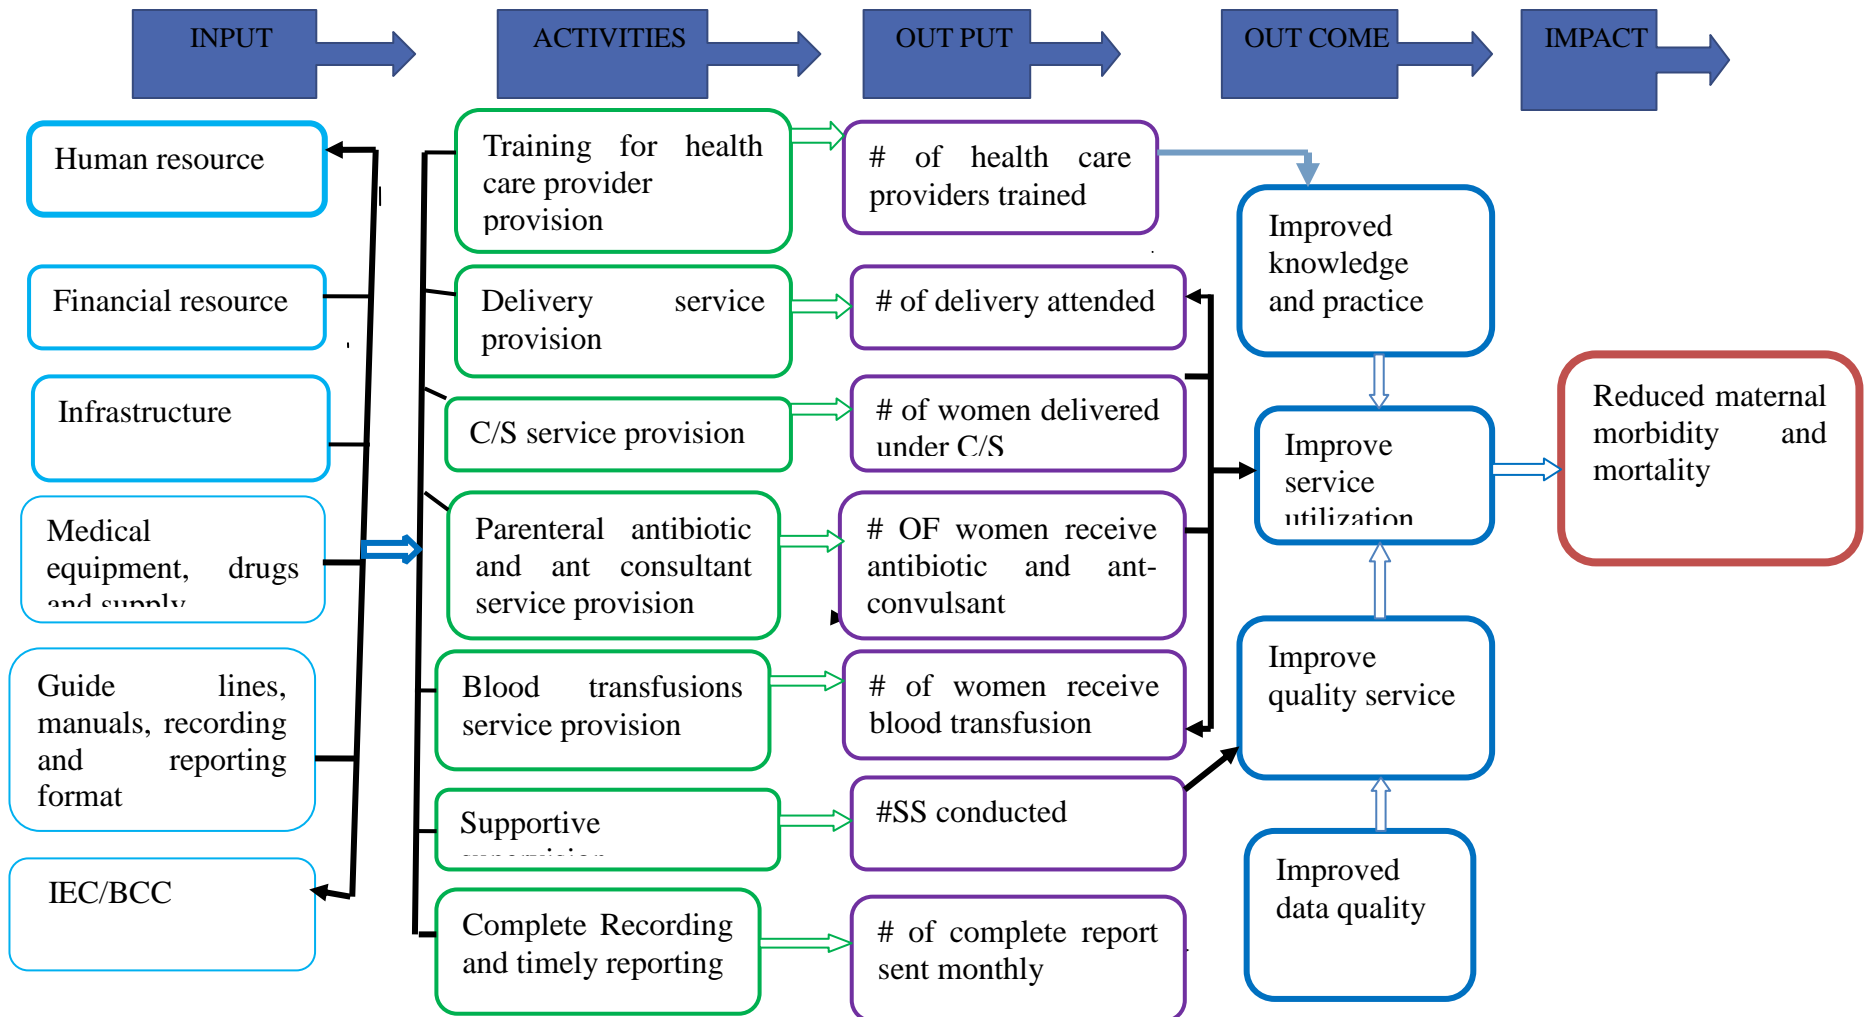 INPUT
ACTIVITIES
OUT PUT
OUT COME
IMPACT
Human resource
Financial resource
Infrastructure
Medical
equipment, drugs
and supply
Guide lines,
manuals, recording
and reporting
format
IEC/BCC
Training for health
care provider
provision
Delivery service
provision
C/S service provision
Parenteral antibiotic
and ant consultant
service provision
Blood transfusions
service provision
Supportive
supervision
Complete Recording
and timely reporting
# of health care
providers trained
# of delivery attended
# of women delivered
under C/S
# OF women receive
antibiotic and ant-
convulsant
# of women receive
blood transfusion
#SS conducted
# of complete report
sent monthly
Improved
knowledge
and practice
Improve
service
utilization
Improve
quality service
Improved
data quality
Reduced maternal
morbidity and
mortality